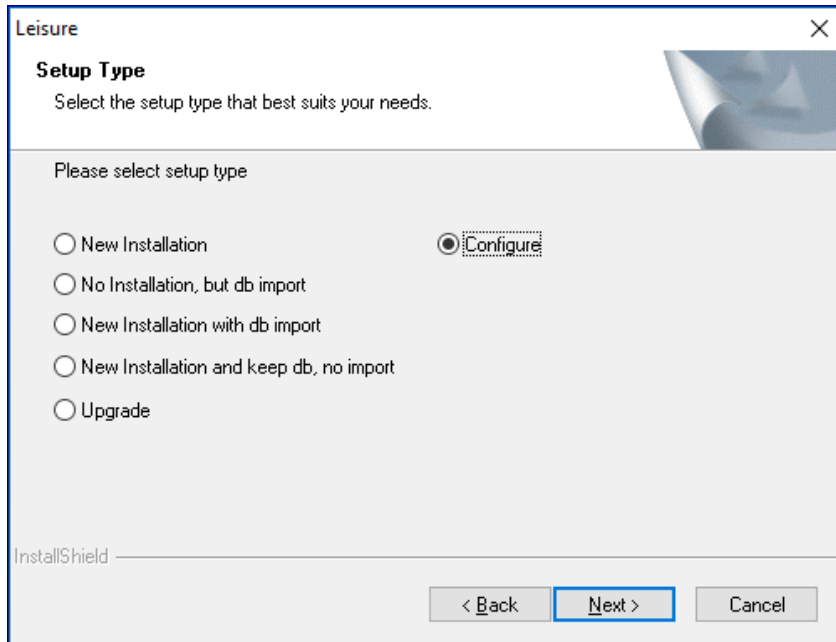 Leisure
Setup Type
Select the setup type that best suits your needs.
Please select setup type
New Installation
Configure
No Installation, but db import
New Installation with db import
New Installation and keep db, no import
Upgrade
InstallShield
< Back
Next >
Cancel